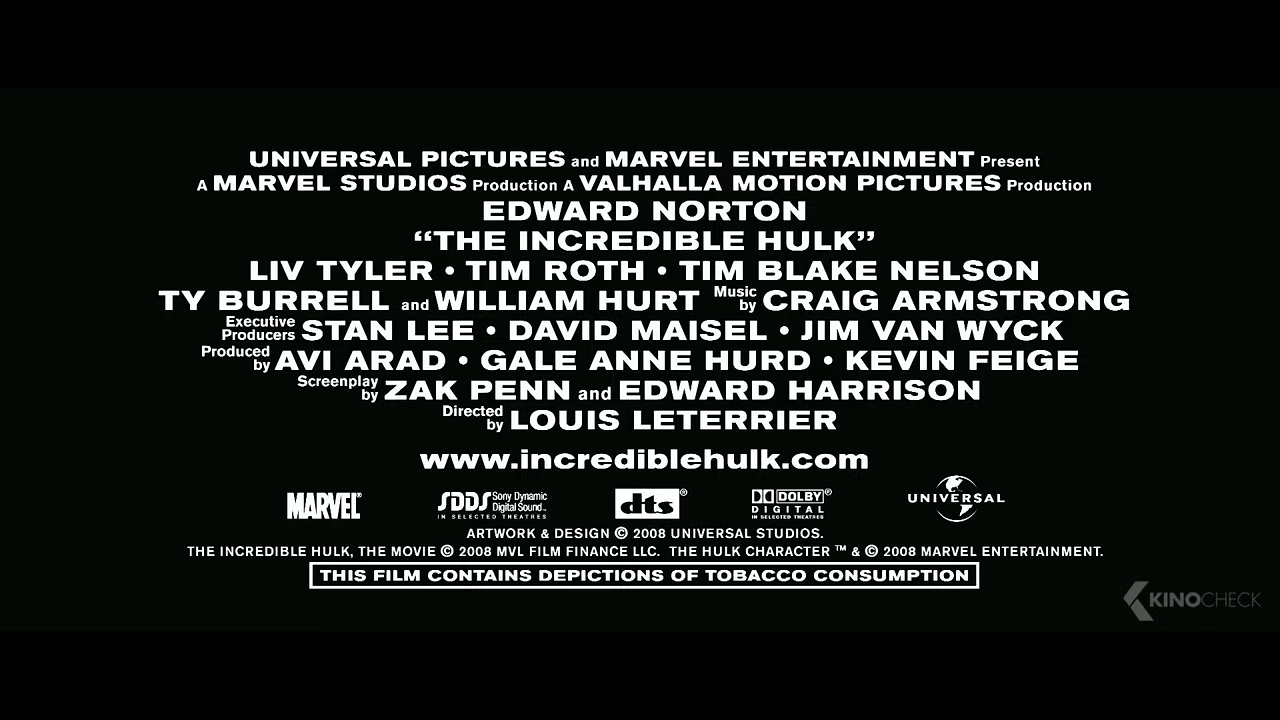 UNIVERSAL PICTURES and MARVEL ENTERTAINMENT Present
A MARVEL STUDIOS Production A VALHALLA MOTION PICTURES Production
EDWARD NORTON
“THE INCREDIBLE HULK”
LIV TYLER • TIM ROTH • TIM BLAKE NELSON
TY BURRELL and WILLIAM HURT Music by CRAIG ARMSTRONG
Executive Producers STAN LEE • DAVID MAISEL • JIM VAN WYCK
Produced by AVI ARAD • GALE ANNE HURD • KEVIN FEIGE
Screenplay by ZAK PENN and EDWARD HARRISON
Directed by LOUIS LETERRIER
www.incrediblehulk.com
MARVEL® SDDS Sony Dynamic Digital Sound™ IN SELECTED THEATRES dts® DOLBY® DIGITAL IN SELECTED THEATRES UNIVERSAL
ARTWORK & DESIGN © 2008 UNIVERSAL STUDIOS.
THE INCREDIBLE HULK, THE MOVIE © 2008 MVL FILM FINANCE LLC. THE HULK CHARACTER ™ & © 2008 MARVEL ENTERTAINMENT.
THIS FILM CONTAINS DEPICTIONS OF TOBACCO CONSUMPTION
KINOCHECK